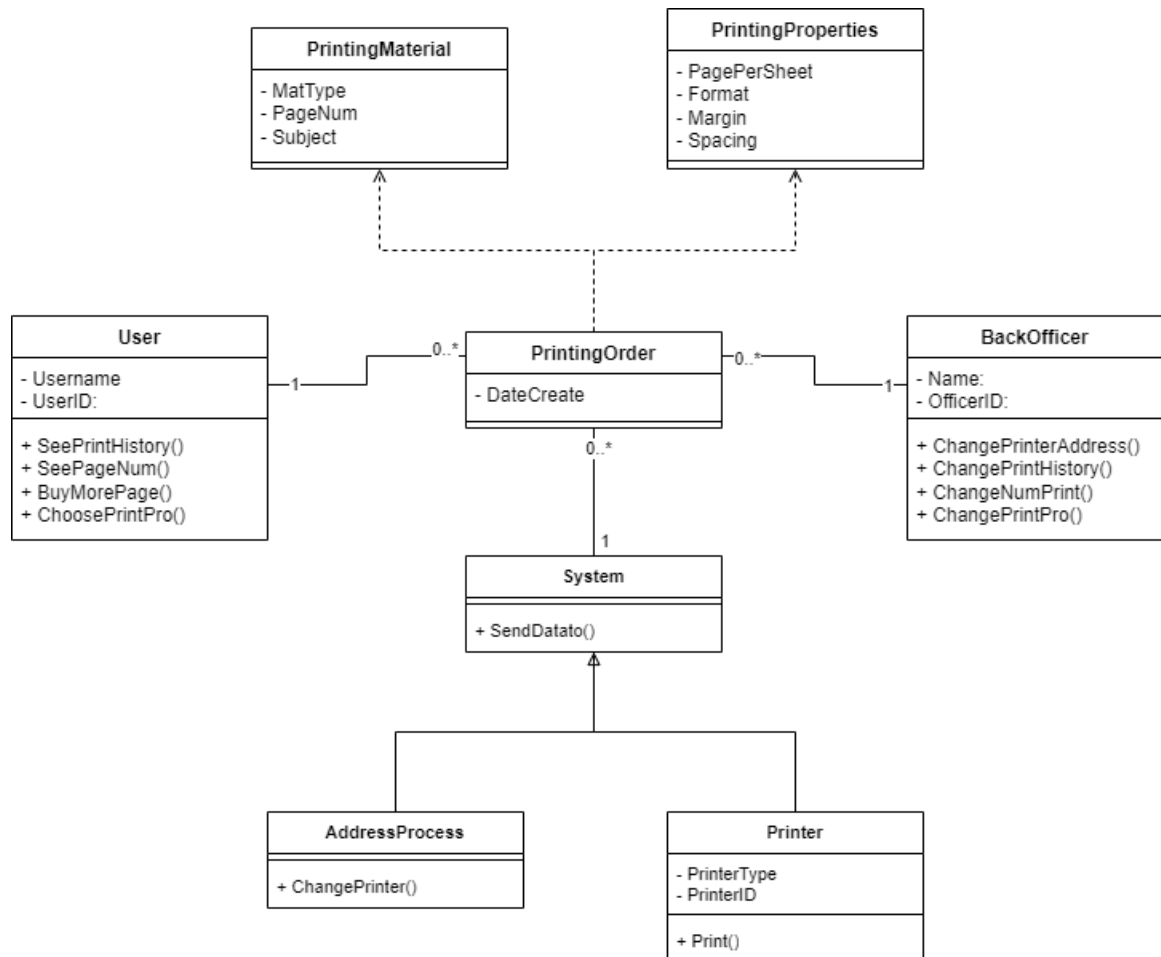 PrintingMaterial
- MatType
- PageNum
- Subject
PrintingProperties
- PagePerSheet
- Format
- Margin
- Spacing
User
- Username
- UserID:
+ SeePrintHistory()
+ SeePageNum()
+ BuyMorePage()
+ ChoosePrintPro()
1
0..*
PrintingOrder
- DateCreate
0..*
1
BackOfficer
- Name:
- OfficerID:
+ ChangePrinterAddress()
+ ChangePrintHistory()
+ ChangeNumPrint()
+ ChangePrintPro()
0..*
1
System
+ SendDatato()
AddressProcess
+ ChangePrinter()
Printer
- PrinterType
- PrinterID
+ Print()